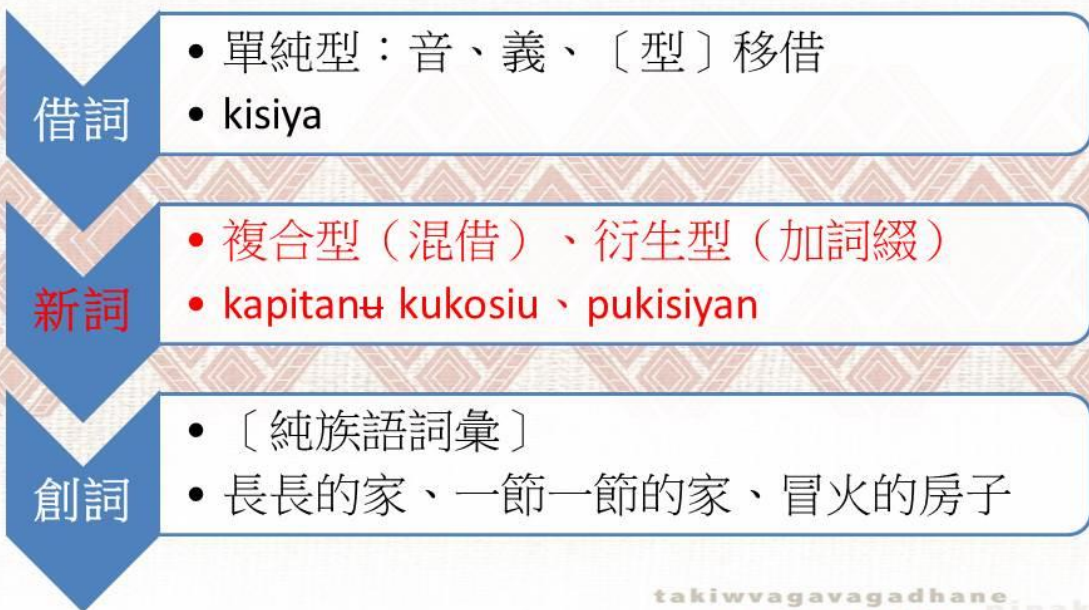 借詞
• 單純型：音、義、〔型〕移借
• kisiya
新詞
• 複合型（混借）、衍生型（加詞綴）
• kapitanʉ kukosiu、pukisiyan
創詞
• 〔純族語詞彙〕
• 長長的家、一節一節的家、冒火的房子
takiwvagavagadhane